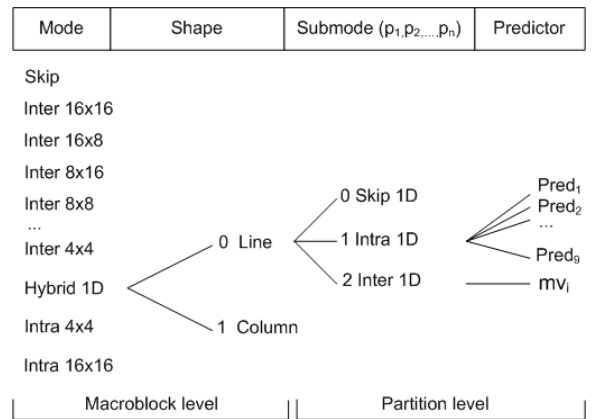 Mode Shape Submode (p1,p2,...,pn) Predictor
Skip
Inter 16x16
Inter 16x8
Inter 8x16
Inter 8x8
...
Inter 4x4
Hybrid 1D
Intra 4x4
Intra 16x16
0 Line
1 Column
0 Skip 1D
1 Intra 1D
2 Inter 1D
Pred1
Pred2
...
Pred9
mvi
Macroblock level
Partition level